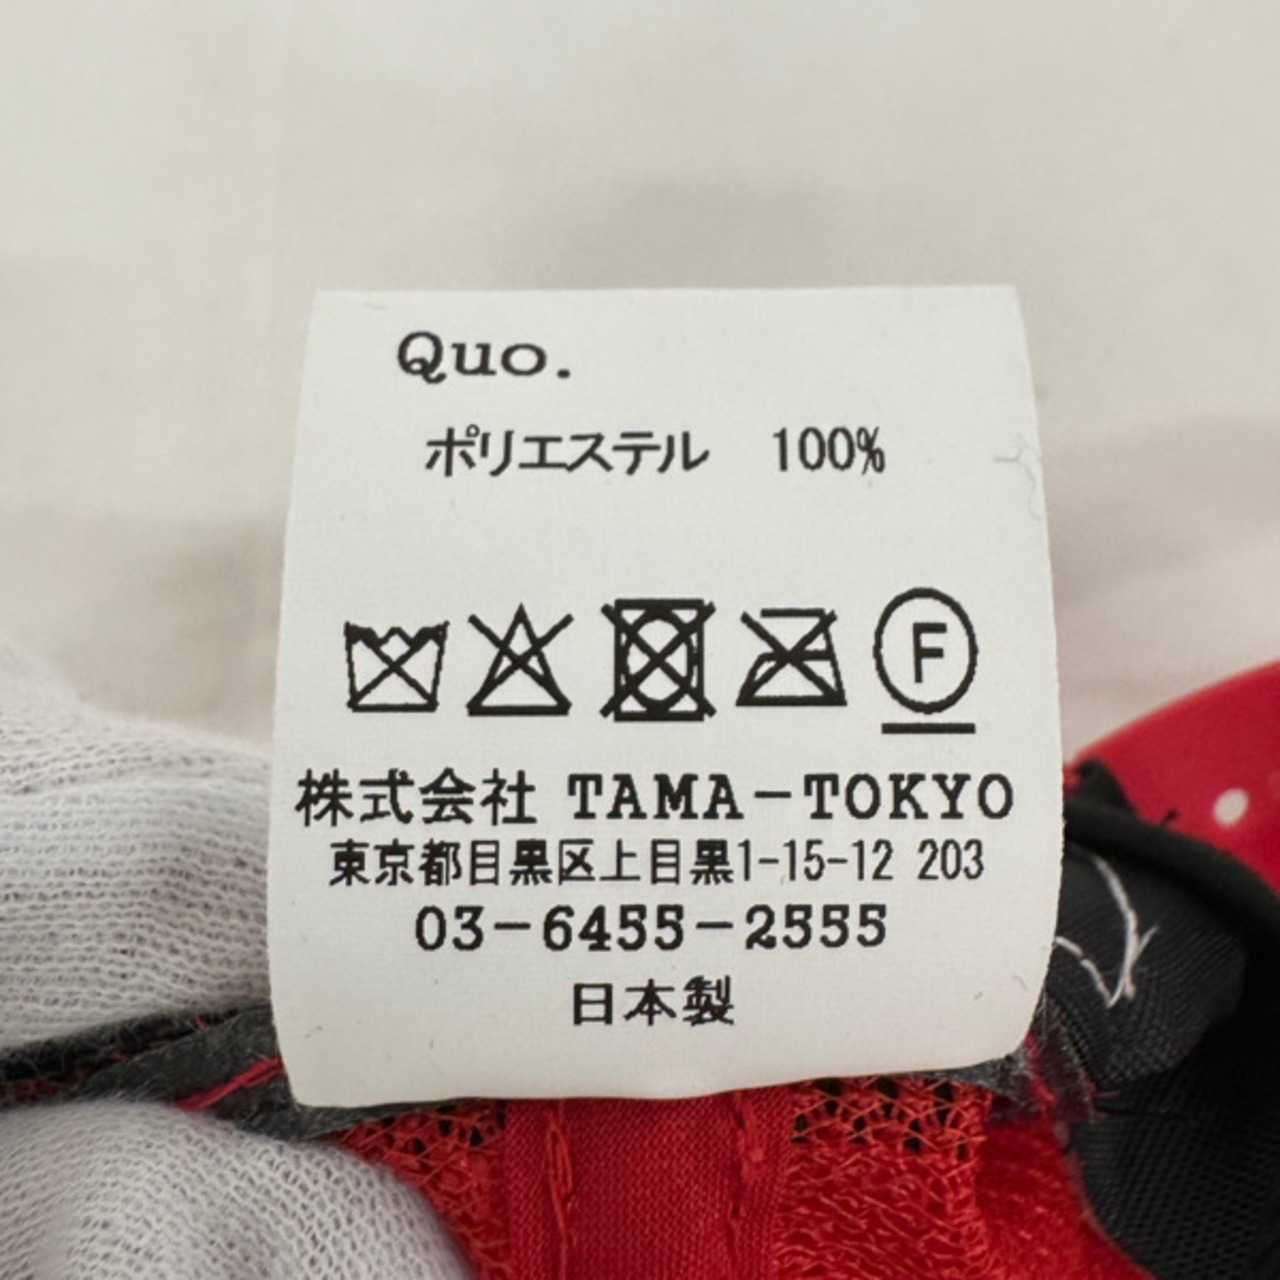 Quo.
ポリエステル 100%
F
株式会社 TAMA-TOKYO
東京都目黒区上目黒1-15-12 203
03-6455-2555
日本製